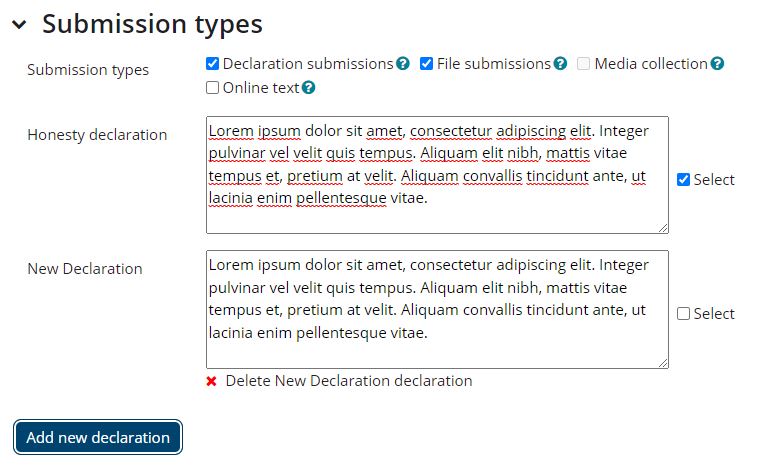 Submission types
Submission types Declaration submissions File submissions Media collection
Online text
Honesty declaration
Lorem ipsum dolor sit amet, consectetur adipiscing elit. Integer
pulvinar vel velit quis tempus. Aliquam elit nibh, mattis vitae
tempus et, pretium at velit. Aliquam convallis tincidunt ante, ut
lacinia enim pellentesque vitae.
Select
New Declaration
Lorem ipsum dolor sit amet, consectetur adipiscing elit. Integer
pulvinar vel velit quis tempus. Aliquam elit nibh, mattis vitae
tempus et, pretium at velit. Aliquam convallis tincidunt ante, ut
lacinia enim pellentesque vitae.
Select
Delete New Declaration declaration
Add new declaration